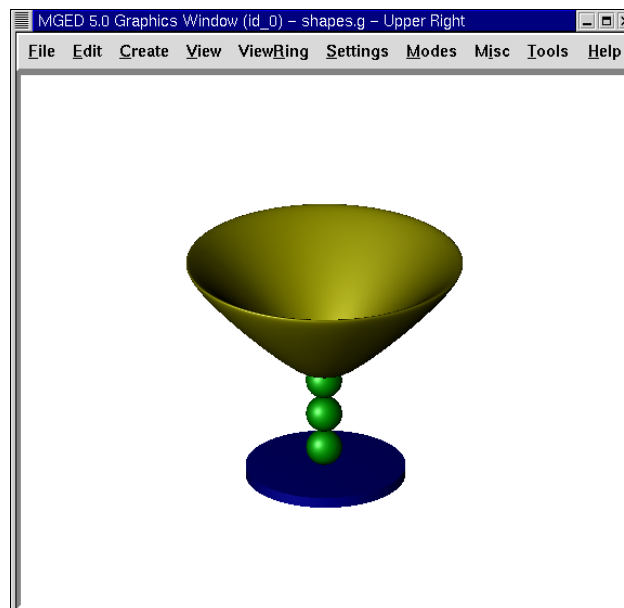 MGED 5.0 Graphics Window (id_0) – shapes.g – Upper Right
File Edit Create View ViewRing Settings Modes Misc Tools Help